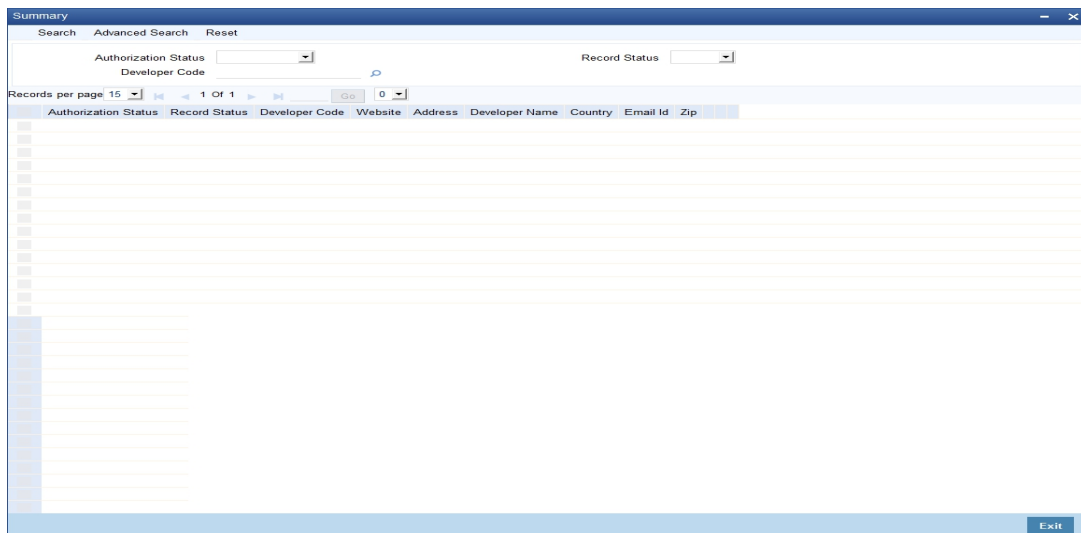 Summary
Search Advanced Search Reset
Authorization Status Record Status
Developer Code
Records per page 15 1 Of 1 Go 0
Authorization Status Record Status Developer Code Website Address Developer Name Country Email Id Zip
Exit